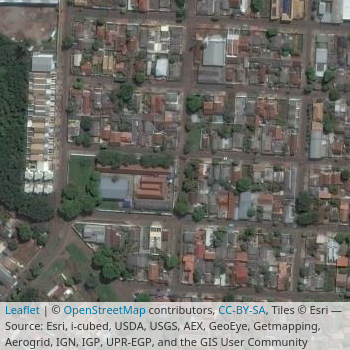 Leaflet | © OpenStreetMap contributors, CC-BY-SA, Tiles © Esri —
Source: Esri, i-cubed, USDA, USGS, AEX, GeoEye, Getmapping,
Aerogrid, IGN, IGP, UPR-EGP, and the GIS User Community